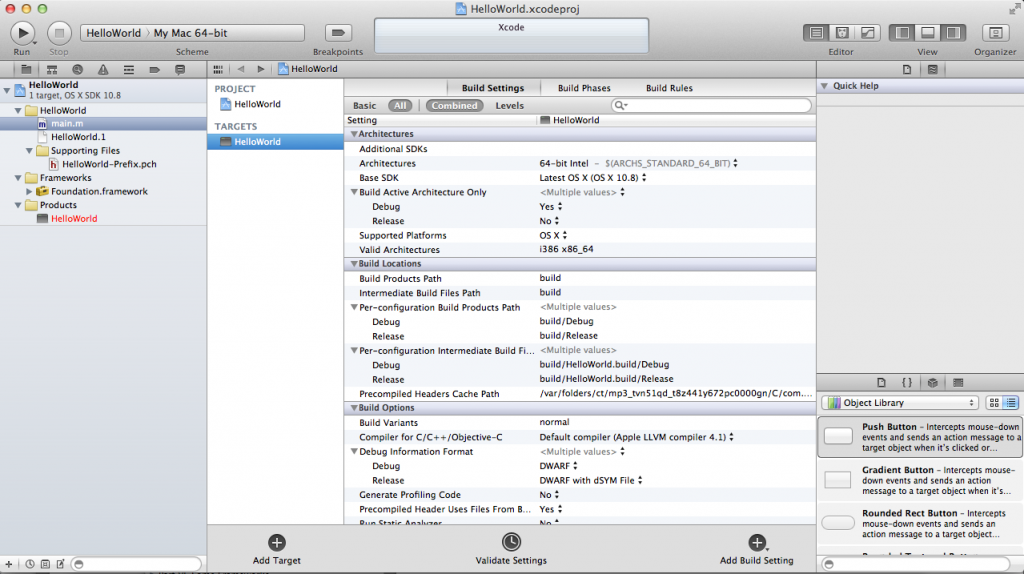 HelloWorld.xcodeproj
Run
Stop
HelloWorld
My Mac 64-bit
Scheme
Breakpoints
Xcode
Editor
View
Organizer
HelloWorld
1 target, OS X SDK 10.8
HelloWorld
main.m
HelloWorld.1
Supporting Files
HelloWorld-Prefix.pch
Frameworks
Foundation.framework
Products
HelloWorld
HelloWorld
PROJECT
HelloWorld
TARGETS
HelloWorld
Build Settings Build Phases Build Rules
Basic All Combined Levels
Setting HelloWorld
Architectures
Additional SDKs
Architectures 64-bit Intel – $(ARCHS_STANDARD_64_BIT)
Base SDK Latest OS X (OS X 10.8)
Build Active Architecture Only <Multiple values>
Debug Yes
Release No
Supported Platforms OS X
Valid Architectures i386 x86_64
Build Locations
Build Products Path build
Intermediate Build Files Path build
Per-configuration Build Products Path <Multiple values>
Debug build/Debug
Release build/Release
Per-configuration Intermediate Build Fi... <Multiple values>
Debug build/HelloWorld.build/Debug
Release build/HelloWorld.build/Release
Precompiled Headers Cache Path /var/folders/ct/mp3_tvn51qd_t8z441y672pc0000gn/C/com....
Build Options
Build Variants normal
Compiler for C/C++/Objective-C Default compiler (Apple LLVM compiler 4.1)
Debug Information Format <Multiple values>
Debug DWARF
Release DWARF with dSYM File
Generate Profiling Code No
Precompiled Header Uses Files From B... Yes
Run Static Analyzer No
Add Target
Validate Settings
Add Build Setting
Quick Help
Object Library
Push Button – Intercepts mouse-down
events and sends an action message to a
target object when it's clicked or...
Gradient Button – Intercepts mouse-
down events and sends an action
message to a target object when it's...
Rounded Rect Button – Intercepts
mouse-down events and sends an
action message to a target object...